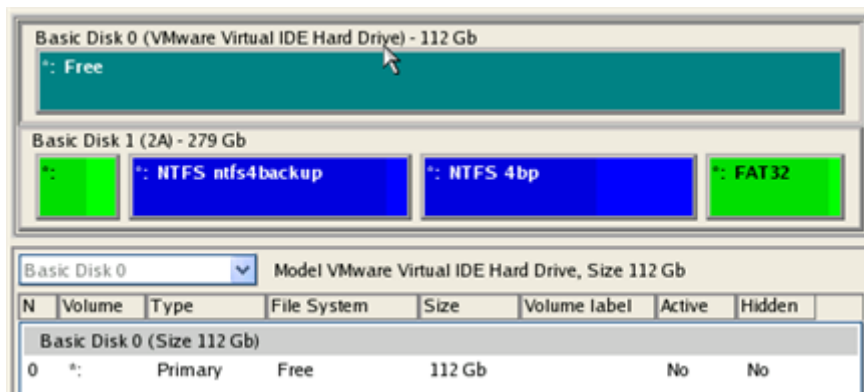 Basic Disk 0 (VMware Virtual IDE Hard Drive) - 112 Gb
*: Free
Basic Disk 1 (2A) - 279 Gb
*: *: NTFS ntfs4backup *: NTFS 4bp *: FAT32
Basic Disk 0 Model VMware Virtual IDE Hard Drive, Size 112 Gb
N Volume Type File System Size Volume label Active Hidden
Basic Disk 0 (Size 112 Gb)
0 *: Primary Free 112 Gb No No